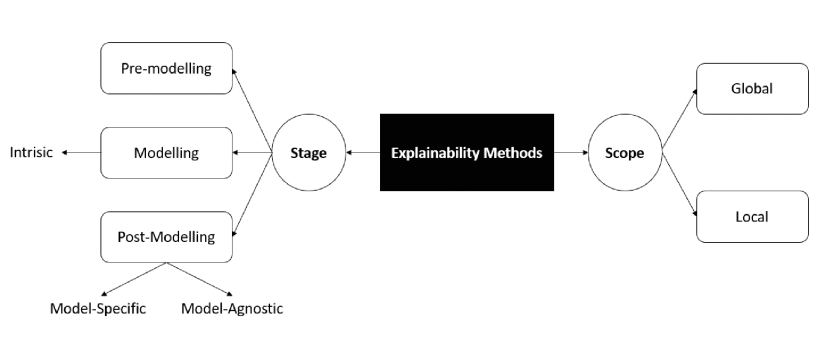 Pre-modelling
Global
Intrisic
Modelling
Stage
Explainability Methods
Scope
Post-Modelling
Local
Model-Specific
Model-Agnostic